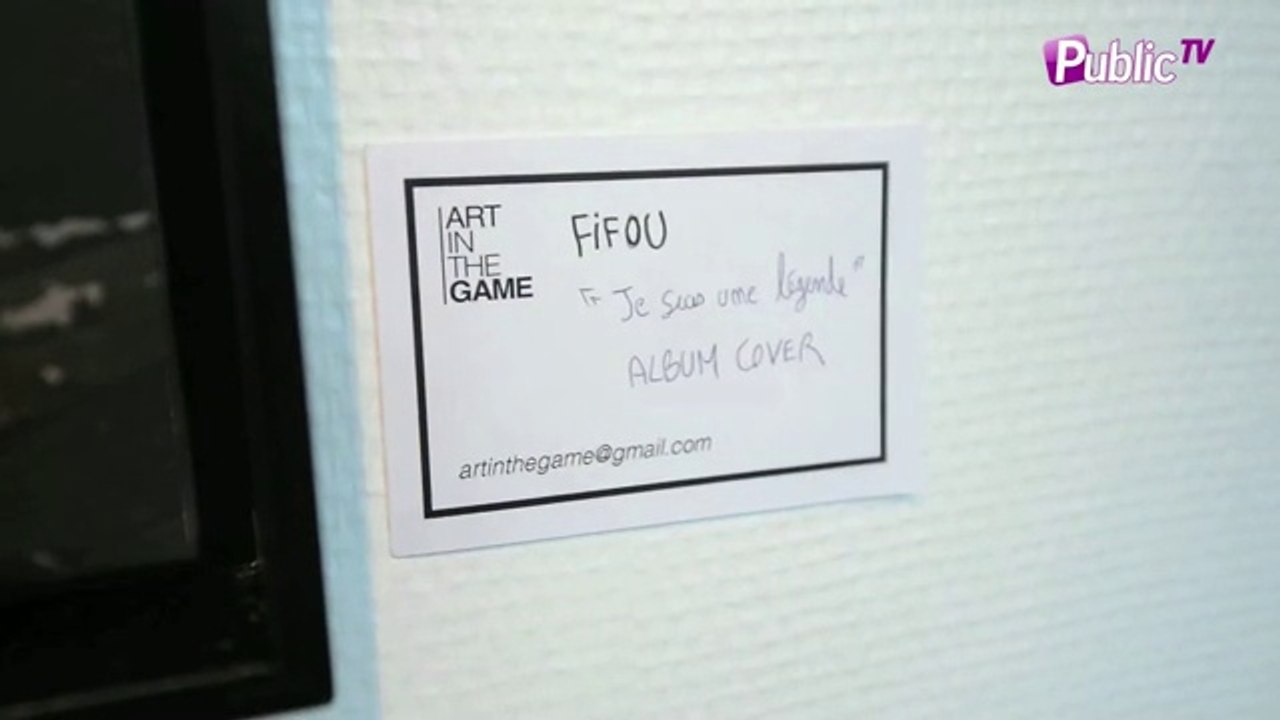 Public TV
ART
IN
THE
GAME
FiFOU
"Je suis une légende"
ALBUM COVER
artinthegame@gmail.com